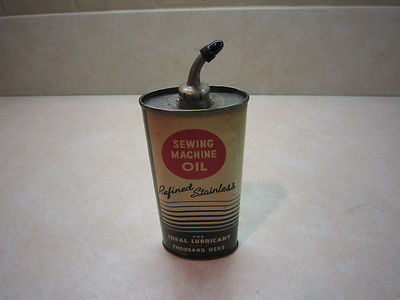 SEWING
MACHINE
OIL
Refined Stainless
THE
IDEAL LUBRICANT
THOUSAND USES